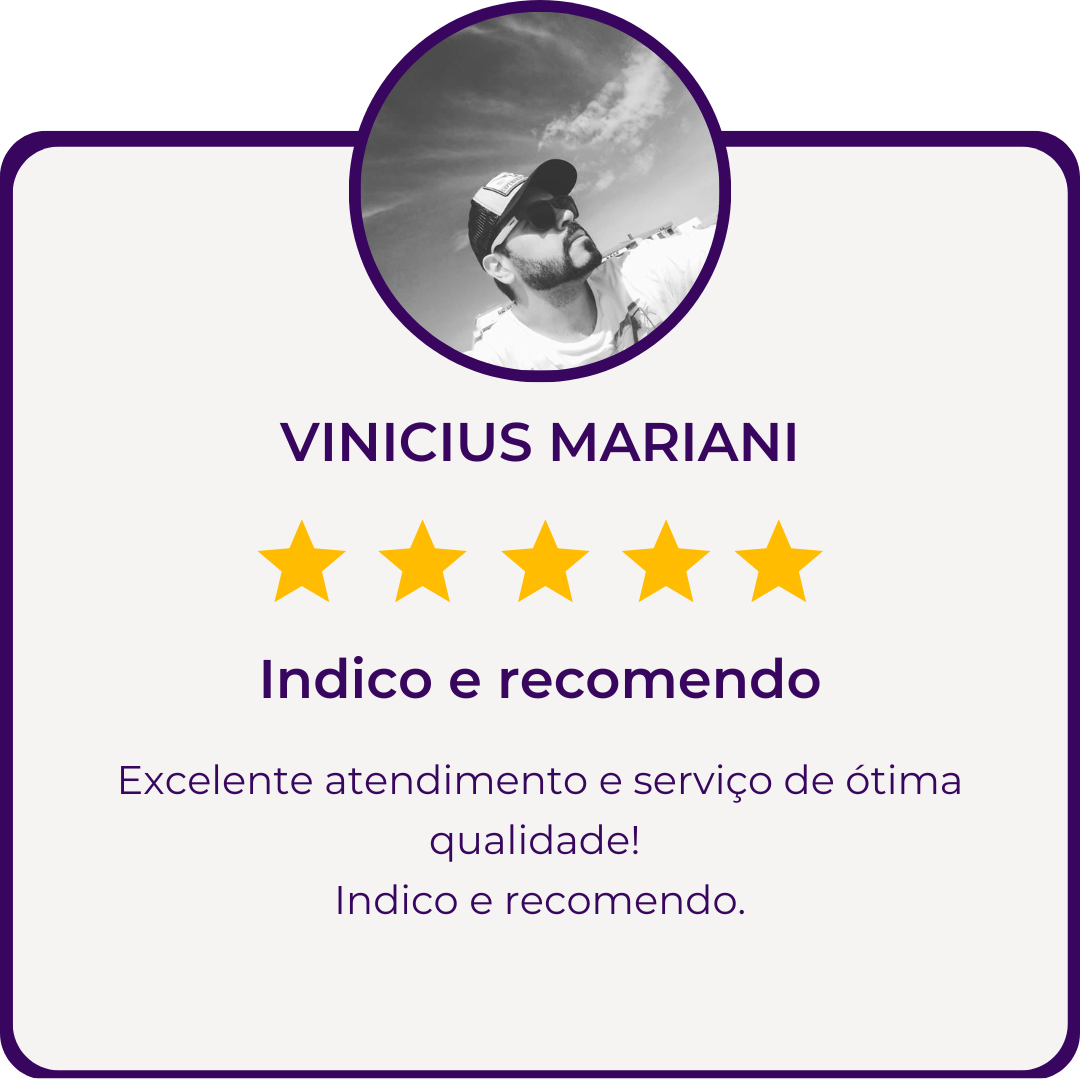 VINICIUS MARIANI
Indico e recomendo
Excelente atendimento e serviço de ótima
qualidade!
Indico e recomendo.